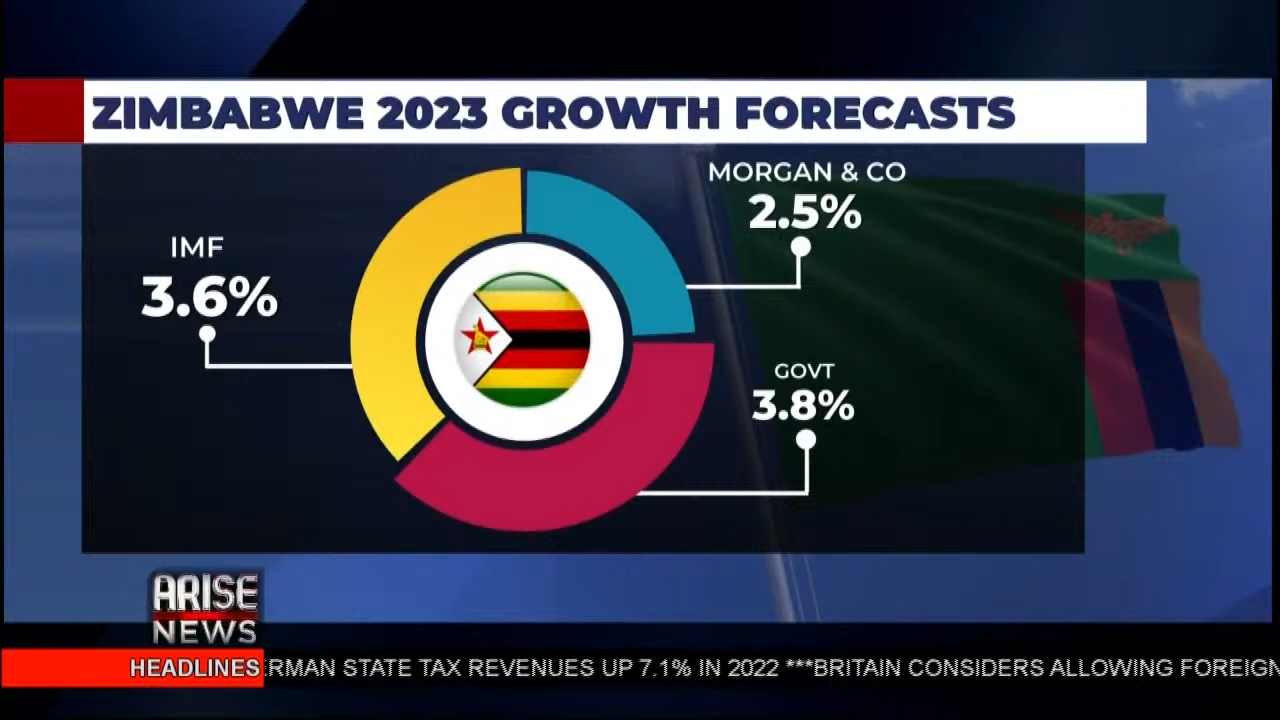 ZIMBABWE 2023 GROWTH FORECASTS
MORGAN & CO
2.5%
IMF
3.6%
GOVT
3.8%
ARISE
NEWS
HEADLINES
RMAN STATE TAX REVENUES UP 7.1% IN 2022 ***BRITAIN CONSIDERS ALLOWING FOREIGN